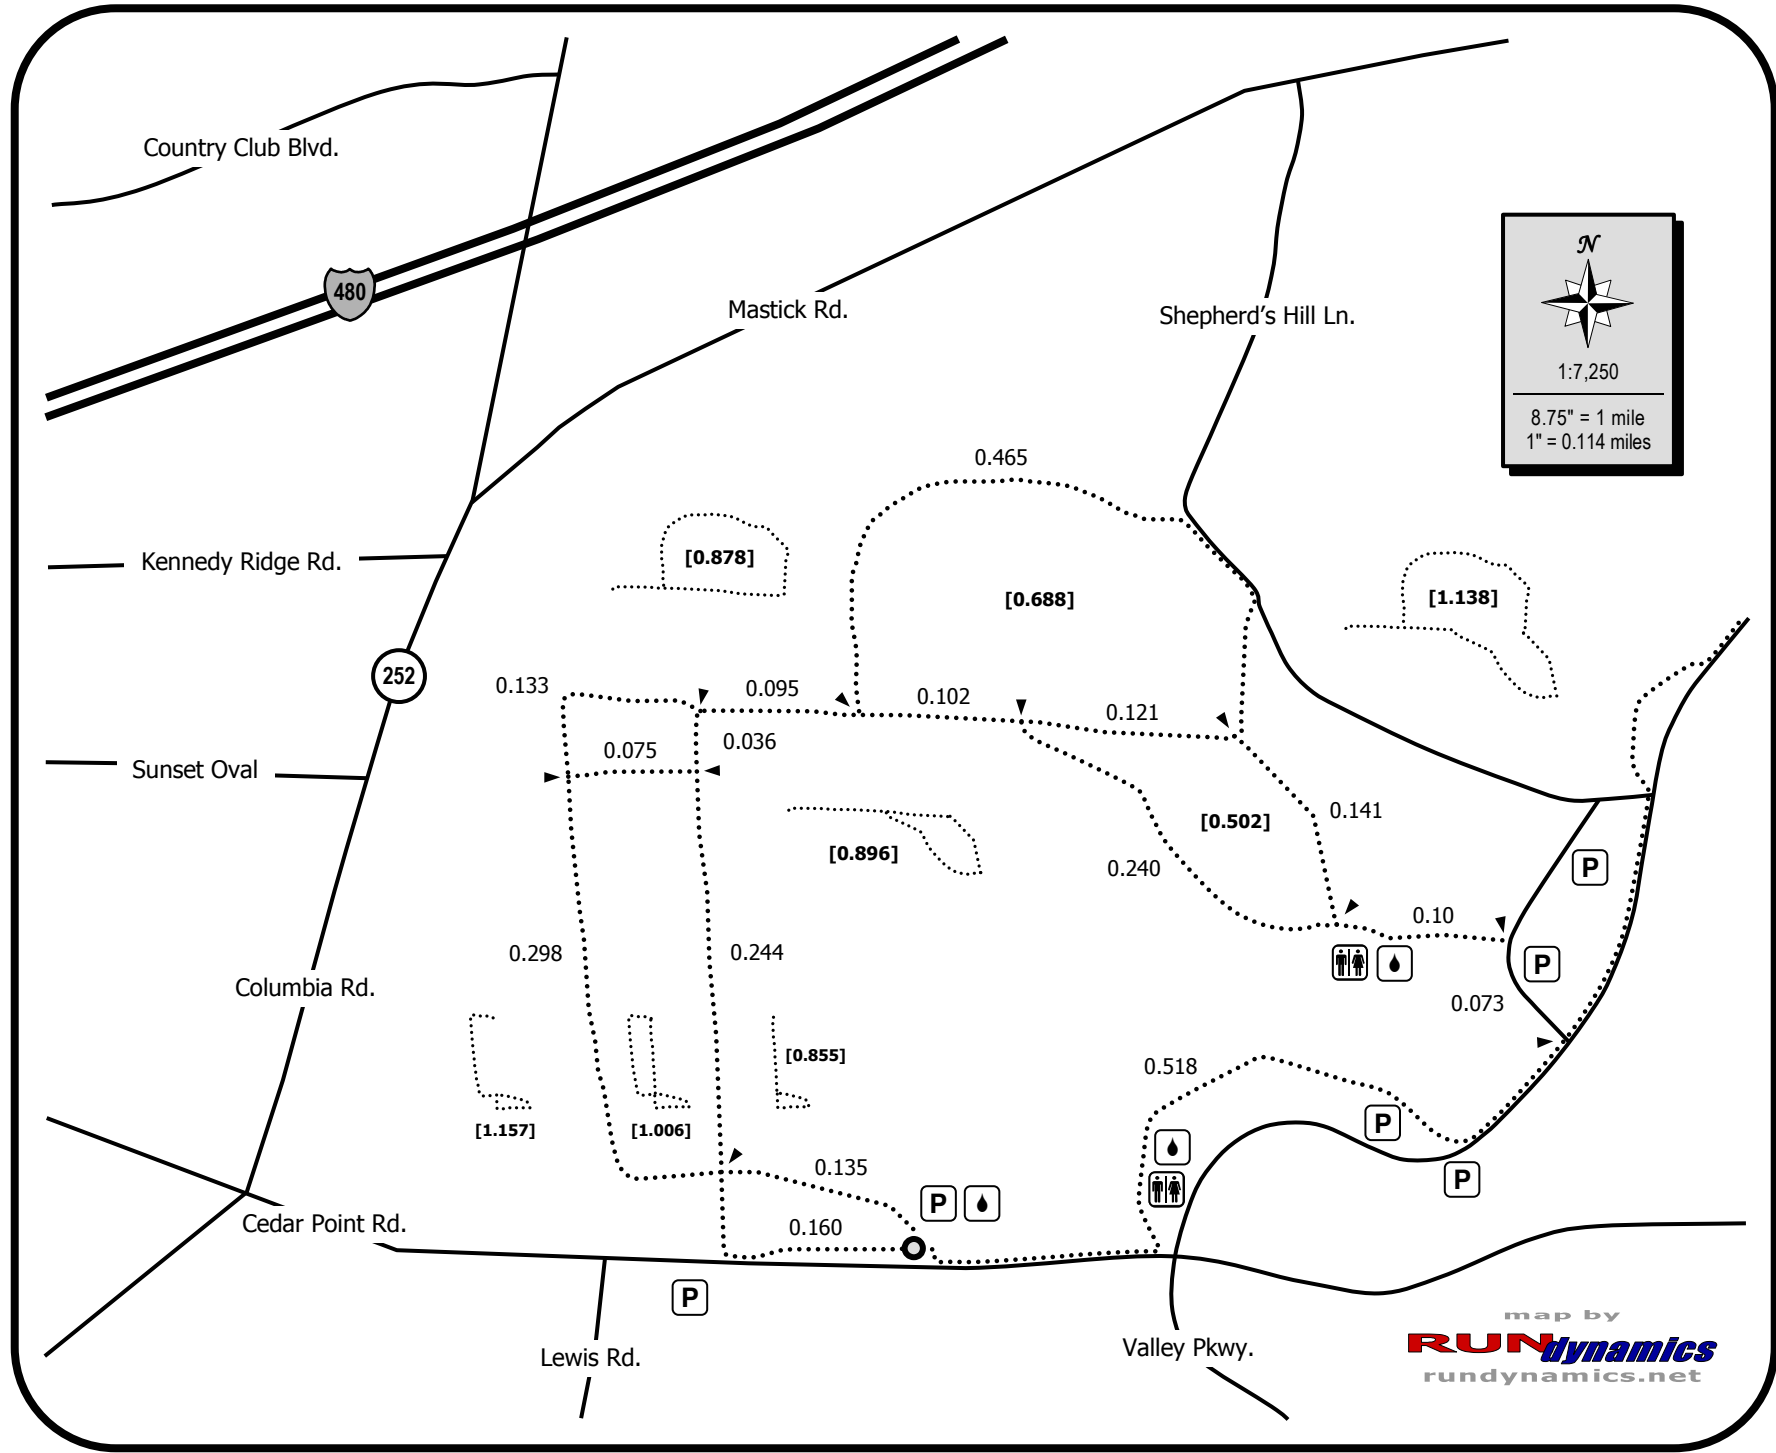 Country Club Blvd.
480
Mastick Rd.
Shepherd's Hill Ln.
N
1:7,250
8.75" = 1 mile
1" = 0.114 miles
0.465
Kennedy Ridge Rd.
[0.878]
[0.688]
[1.138]
252
0.133
0.095
0.102
0.121
0.075
0.036
Sunset Oval
[0.896]
[0.502]
0.141
0.240
P
0.10
0.298
0.244
P
Columbia Rd.
0.073
[0.855]
0.518
[1.157]
[1.006]
P
0.135
P
P
Cedar Point Rd.
0.160
P
Lewis Rd.
Valley Pkwy.
map by
RUNdynamics
rundynamics.net